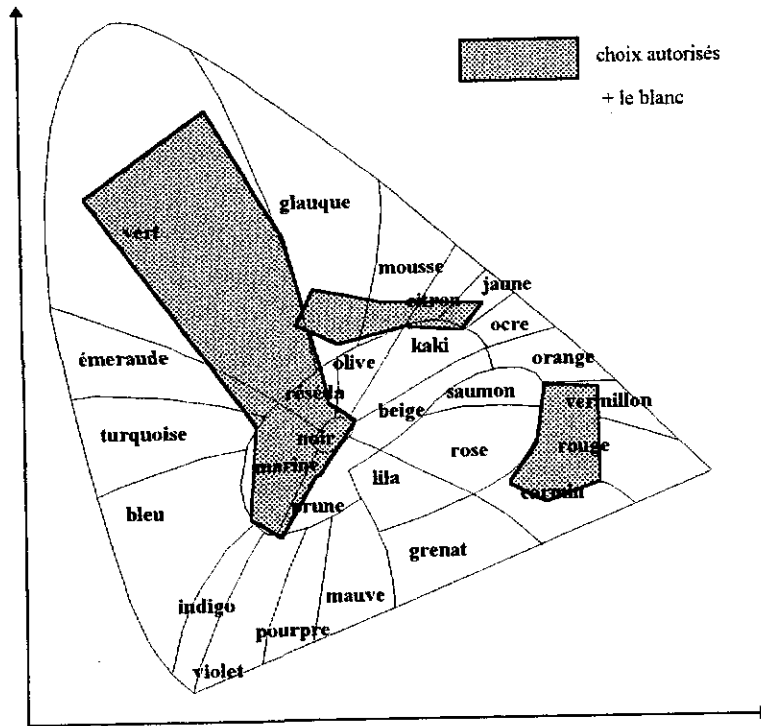 choix autorisés
+ le blanc
glauque
vert
mousse
jaune
citron
ocre
émeraude
olive
kaki
orange
réséda
saumon
vermillon
beige
turquoise
noir
rouge
marine
rose
lila
prune
carmin
bleu
grenat
mauve
indigo
pourpre
violet